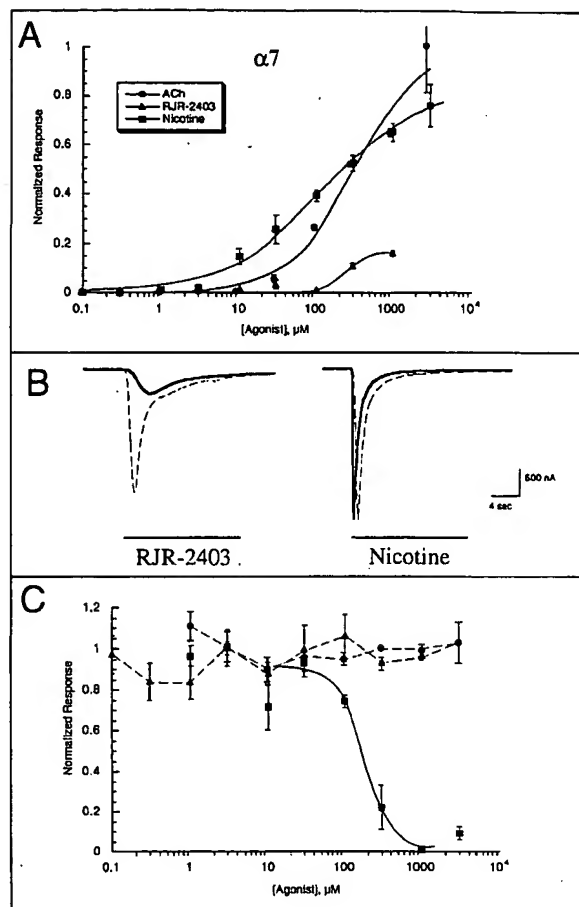 A
α7
ACh
RJR-2403
Nicotine
Normalized Response
1
0.8
0.6
0.4
0.2
0
0.1
1
10
100
1000
10⁴
[Agonist], µM
B
500 nA
4 sec
RJR-2403
Nicotine
C
Normalized Response
1.2
1
0.8
0.6
0.4
0.2
0
0.1
1
10
100
1000
10⁴
[Agonist], µM